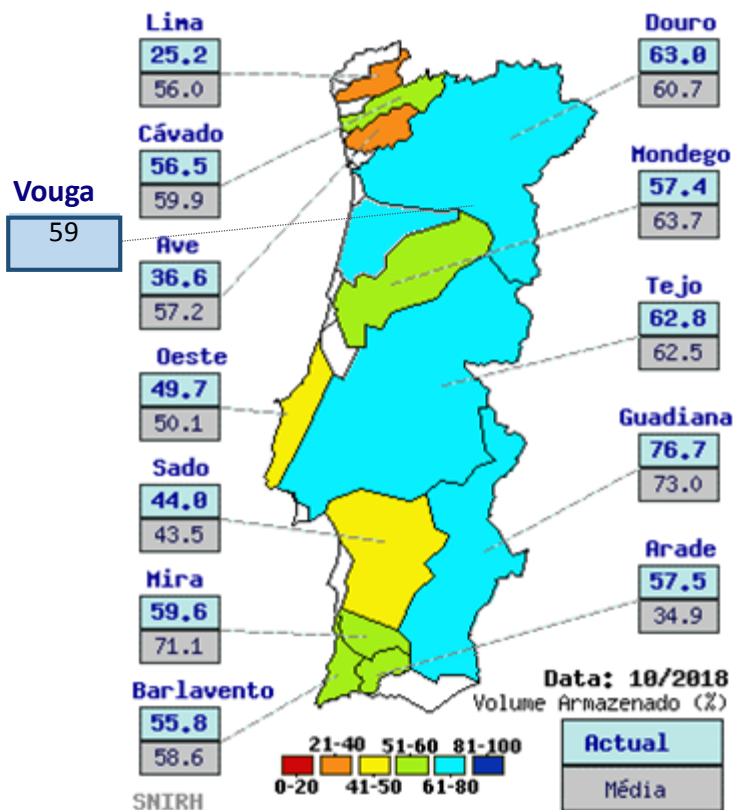 Lima
25.2
56.0
Cávado
56.5
59.9
Vouga
59
Ave
36.6
57.2
Oeste
49.7
50.1
Sado
44.0
43.5
Mira
59.6
71.1
Barlavento
55.8
58.6
SNIRH
Douro
63.0
60.7
Mondego
57.4
63.7
Tejo
62.8
62.5
Guadiana
76.7
73.0
Arade
57.5
34.9
Data: 10/2018
Volume Armazenado (%)
Actual
Média
21-40 51-60 81-100
0-20 41-50 61-80